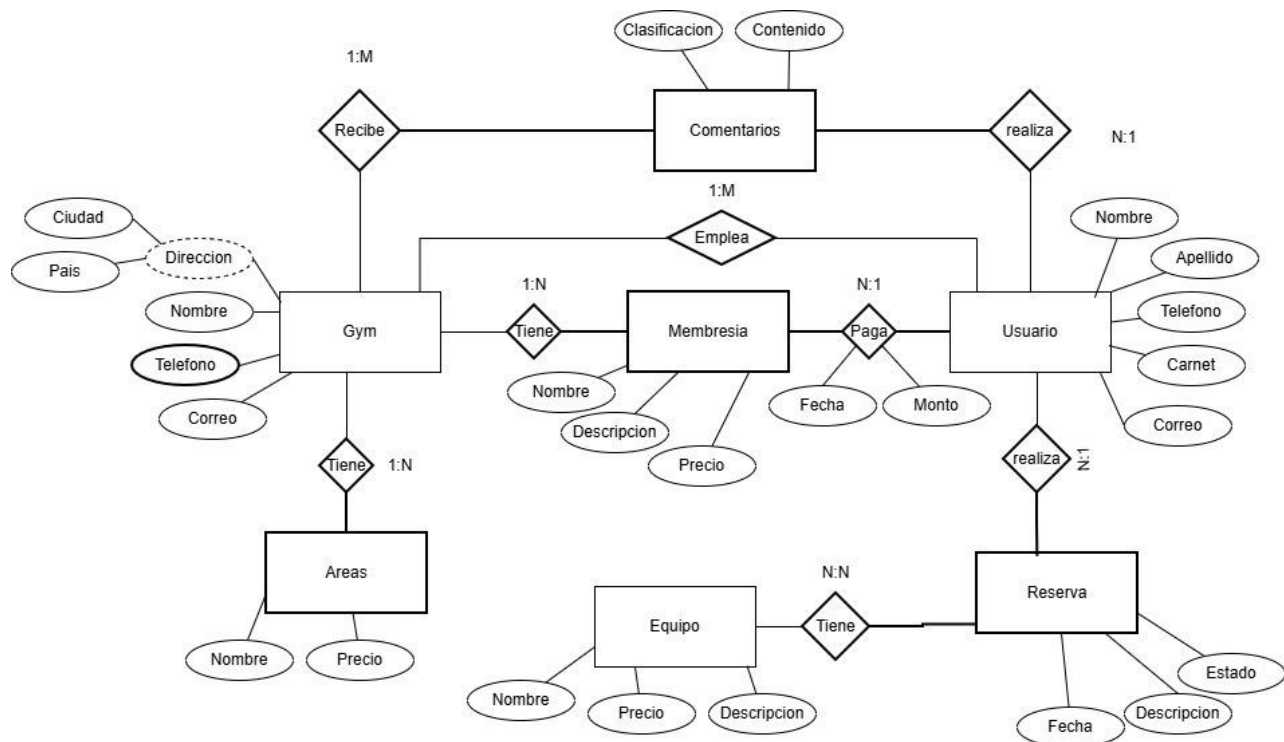 Clasificacion
Contenido
1:M
Recibe
Comentarios
realiza
N:1
1:M
Ciudad
Nombre
Emplea
Direccion
Apellido
Pais
1:N
N:1
Nombre
Telefono
Gym
Tiene
Membresia
Paga
Usuario
Telefono
Carnet
Nombre
Fecha
Monto
Correo
Correo
Descripcion
Precio
realiza
N:1
Tiene
1:N
Areas
N:N
Reserva
Equipo
Tiene
Nombre
Precio
Estado
Nombre
Precio
Descripcion
Descripcion
Fecha